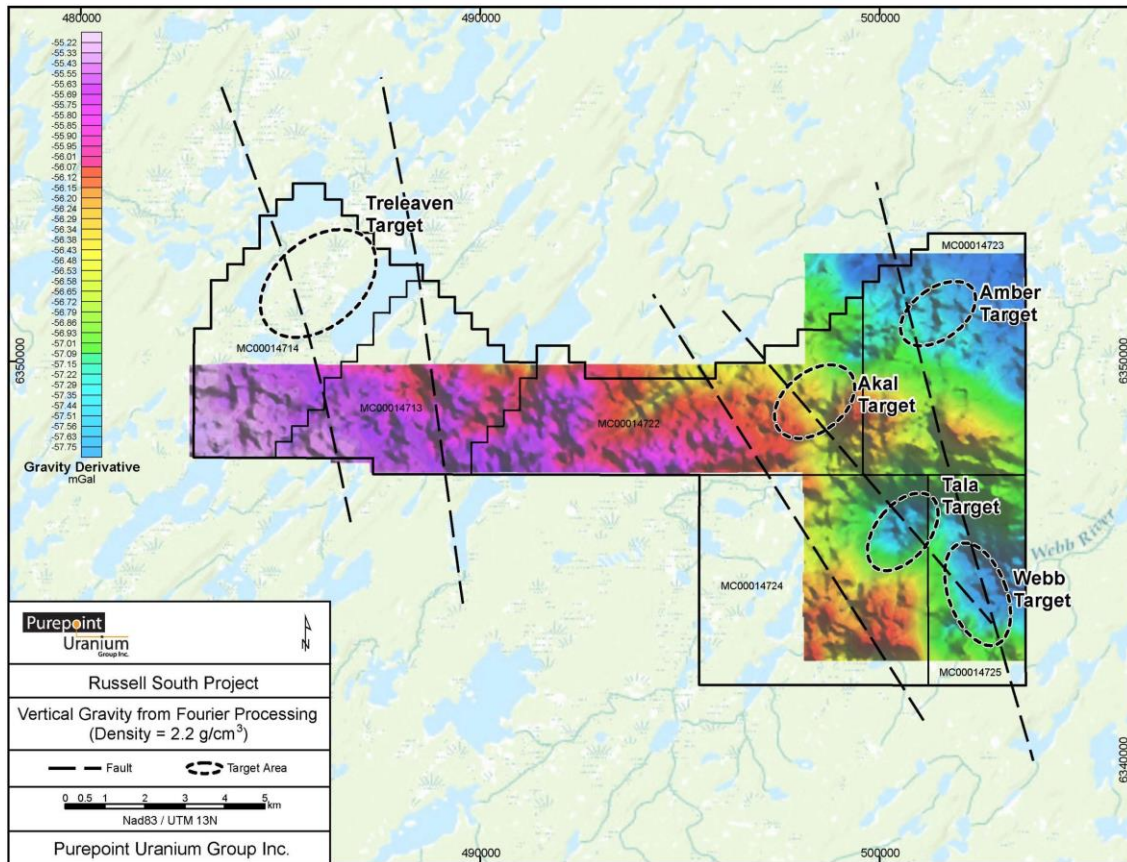 480000
490000
500000
-55.22
-55.33
-55.45
-55.55
-55.63
-55.69
-55.75
-55.80
-55.85
-55.90
-55.95
-56.01
-56.07
-56.12
-56.15
-56.20
-56.24
-56.29
-56.34
-56.38
-56.43
-56.48
-56.53
-56.58
-56.65
-56.72
-56.79
-56.86
-56.93
-57.01
-57.09
-57.15
-57.22
-57.29
-57.37
-57.44
-57.51
-57.56
-57.63
-57.75
Gravity Derivative
mGal
Treleaven
Target
MC00014723
Amber
Target
MC00014714
6350000
6350000
Akal
Target
MC00014713
MC00014722
Tala
Target
Webb River
MC00014724
Webb
Target
MC00014725
Purepoint
Uranium
Group Inc.
N
Russell South Project
Vertical Gravity from Fourier Processing
(Density = 2.2 g/cm³)
Fault
Target Area
0 0.5 1 2 3 4 5
km
Nad83 / UTM 13N
Purepoint Uranium Group Inc.
6340000
490000
500000